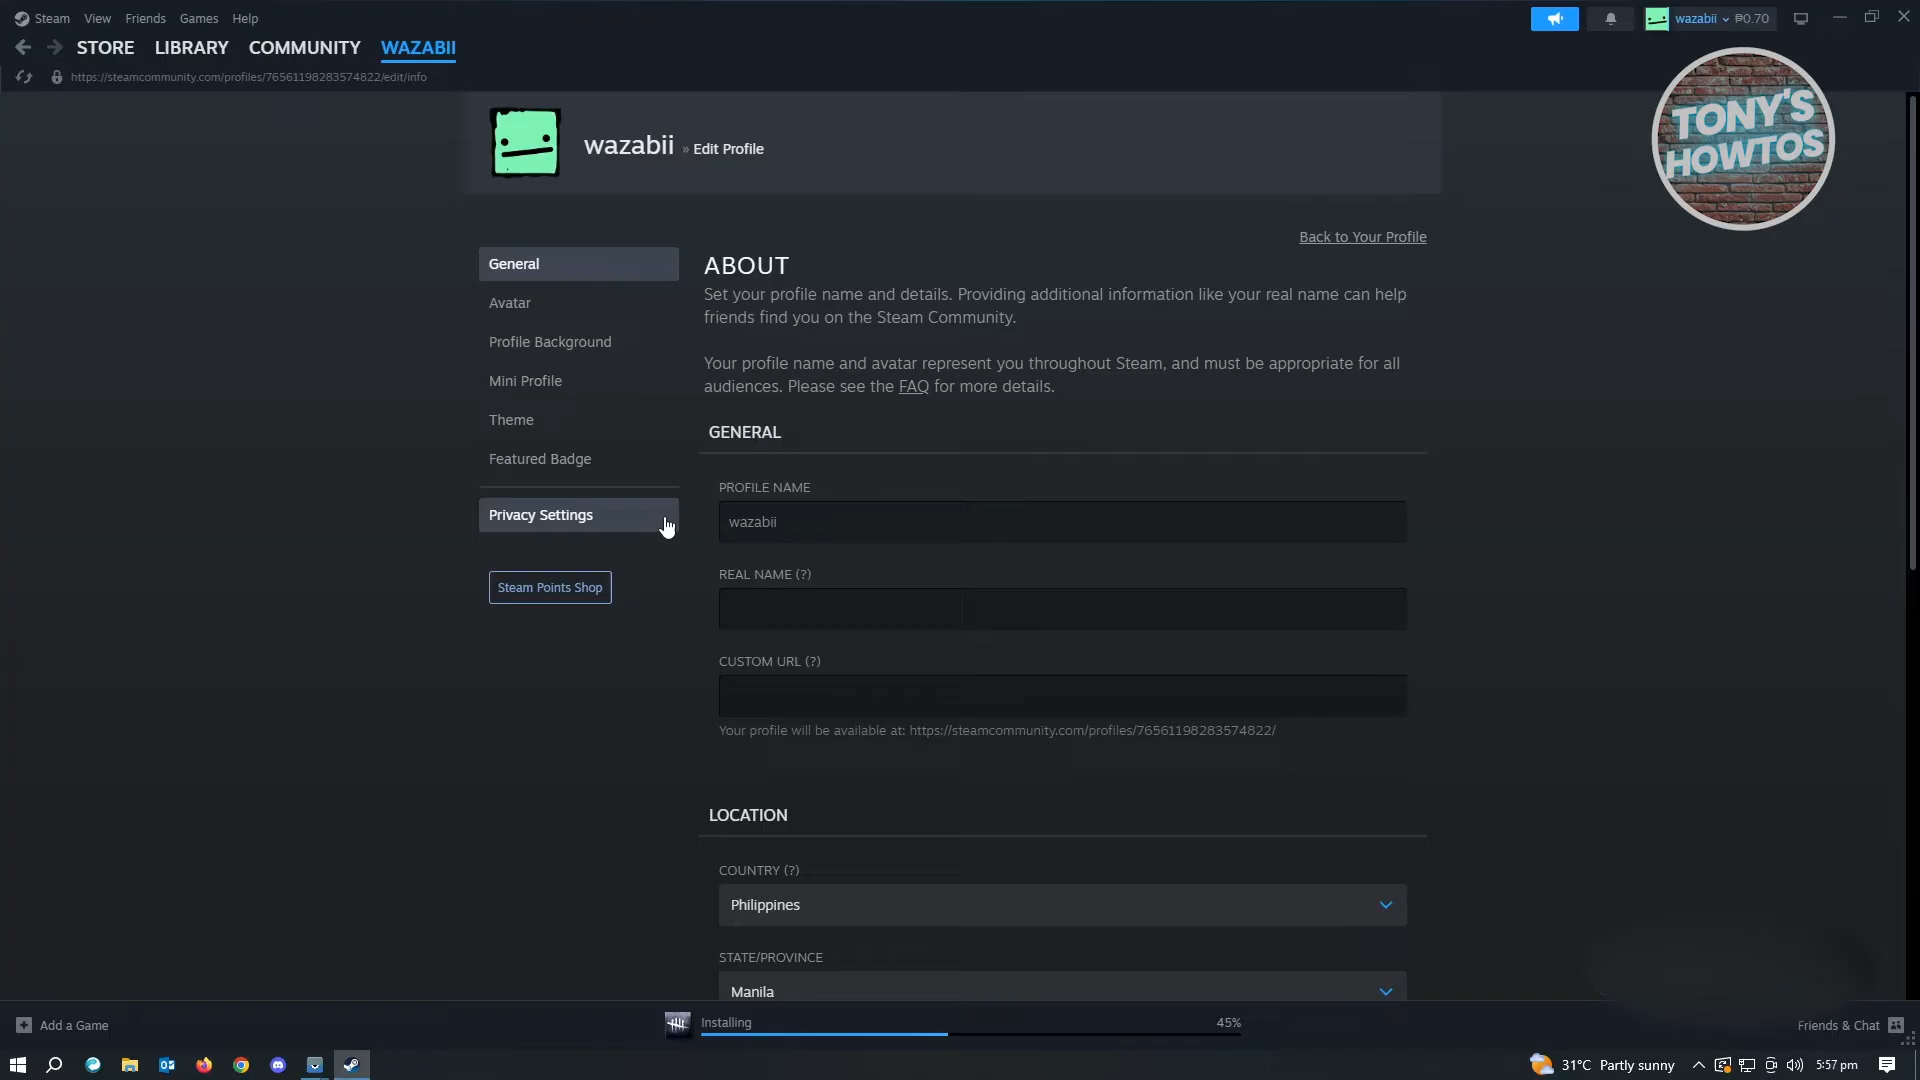 Steam View Friends Games Help
wazabii ₱0.70
STORE LIBRARY COMMUNITY WAZABII
https://steamcommunity.com/profiles/76561198283574822/edit/info
TONY'S
HOWTOS
wazabii » Edit Profile
Back to Your Profile
General
Avatar
Profile Background
Mini Profile
Theme
Featured Badge
Privacy Settings
Steam Points Shop
ABOUT
Set your profile name and details. Providing additional information like your real name can help
friends find you on the Steam Community.
Your profile name and avatar represent you throughout Steam, and must be appropriate for all
audiences. Please see the FAQ for more details.
GENERAL
PROFILE NAME
wazabii
REAL NAME (?)
CUSTOM URL (?)
Your profile will be available at: https://steamcommunity.com/profiles/76561198283574822/
LOCATION
COUNTRY (?)
Philippines
STATE/PROVINCE
Manila
Add a Game
Installing 45%
Friends & Chat
31°C Partly sunny
5:57 pm